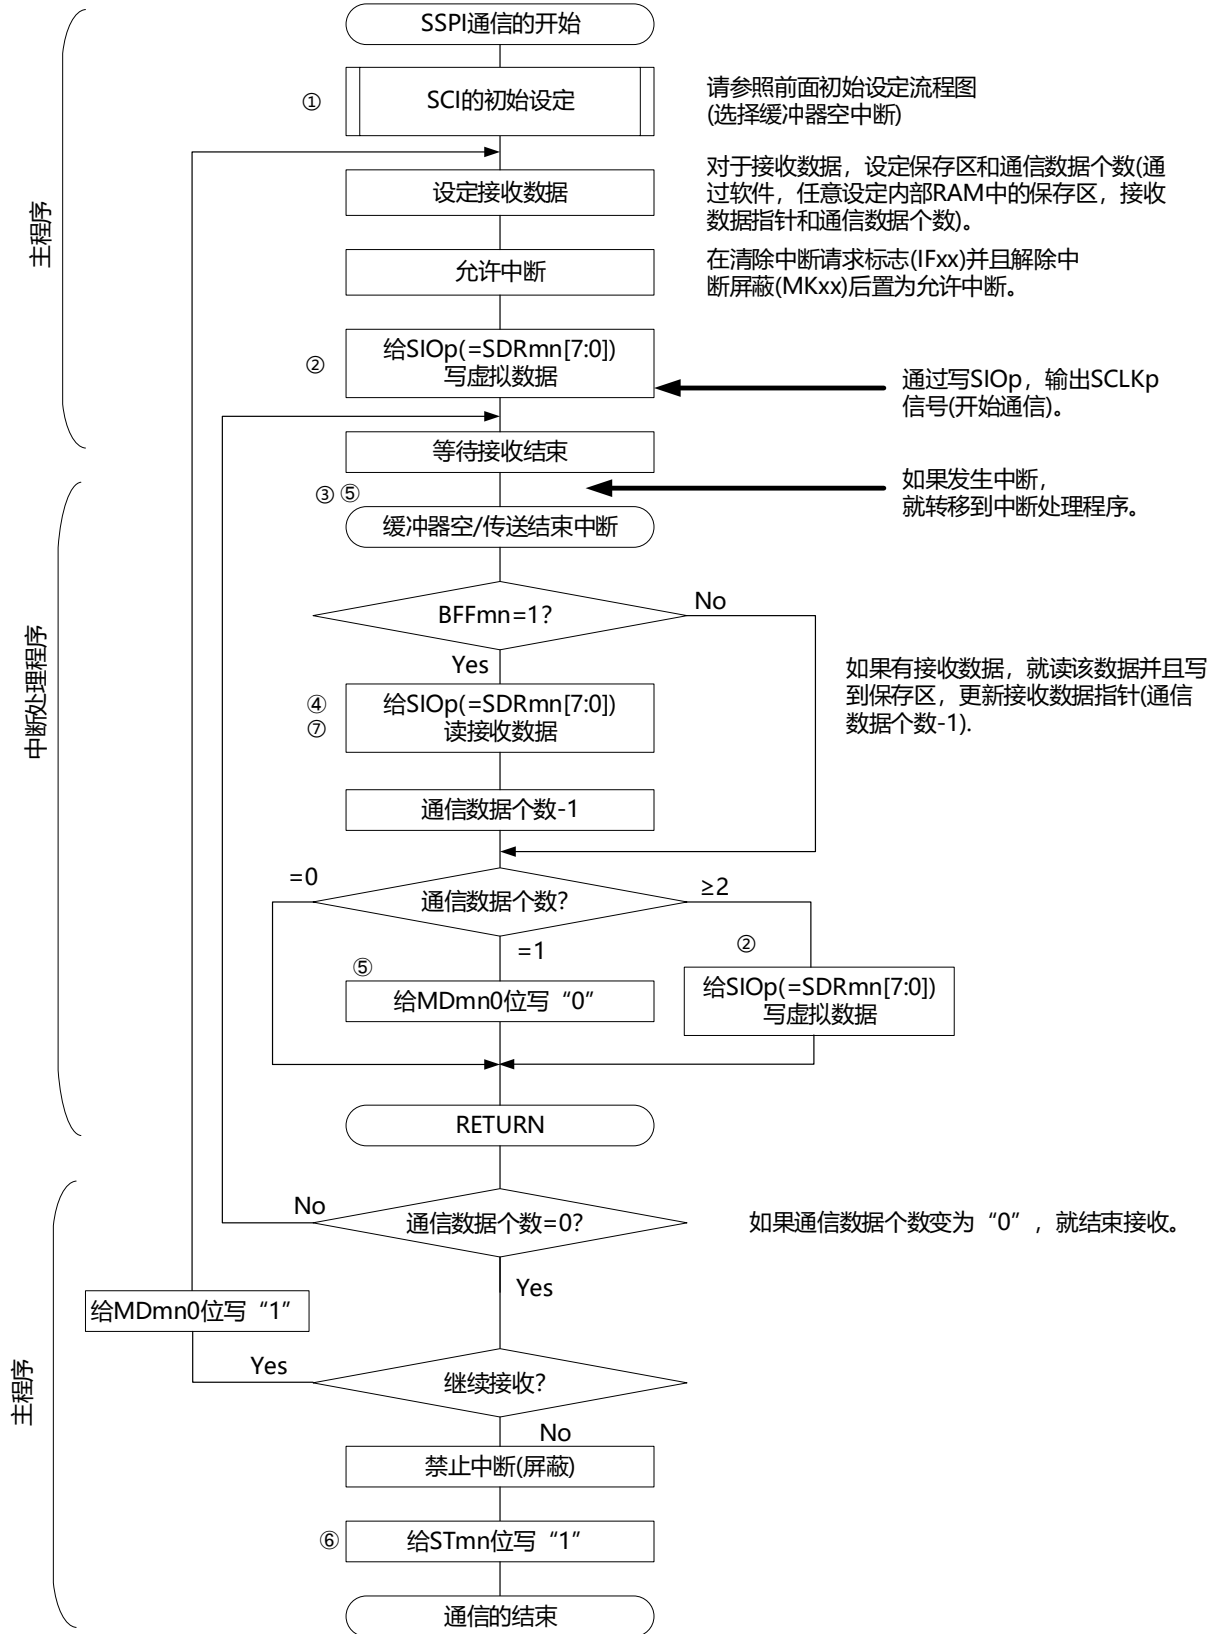 SSPI通信的开始
①
SCI的初始设定
请参照前面初始设定流程图
(选择缓冲器空中断)
主程序
设定接收数据
对于接收数据，设定保存区和通信数据个数(通
过软件，任意设定内部RAM中的保存区，接收
数据指针和通信数据个数)。
允许中断
在清除中断请求标志(IFxx)并且解除中
断屏蔽(MKxx)后置为允许中断。
②
给SIOp(=SDRmn[7:0])
写虚拟数据
通过写SIOp，输出SCLKp
信号(开始通信)。
等待接收结束
③ ⑤
如果发生中断，
就转移到中断处理程序。
缓冲器空/传送结束中断
中断处理程序
BFFmn=1?
No
Yes
④
⑦
给SIOp(=SDRmn[7:0])
读接收数据
如果有接收数据，就读该数据并且写
到保存区，更新接收数据指针(通信
数据个数-1).
通信数据个数-1
=0
通信数据个数?
≥2
=1
②
⑤
给MDmn0位写“0”
给SIOp(=SDRmn[7:0])
写虚拟数据
RETURN
No
通信数据个数=0?
如果通信数据个数变为“0”，就结束接收。
Yes
给MDmn0位写“1”
主程序
Yes
继续接收?
No
禁止中断(屏蔽)
⑥
给STmn位写“1”
通信的结束